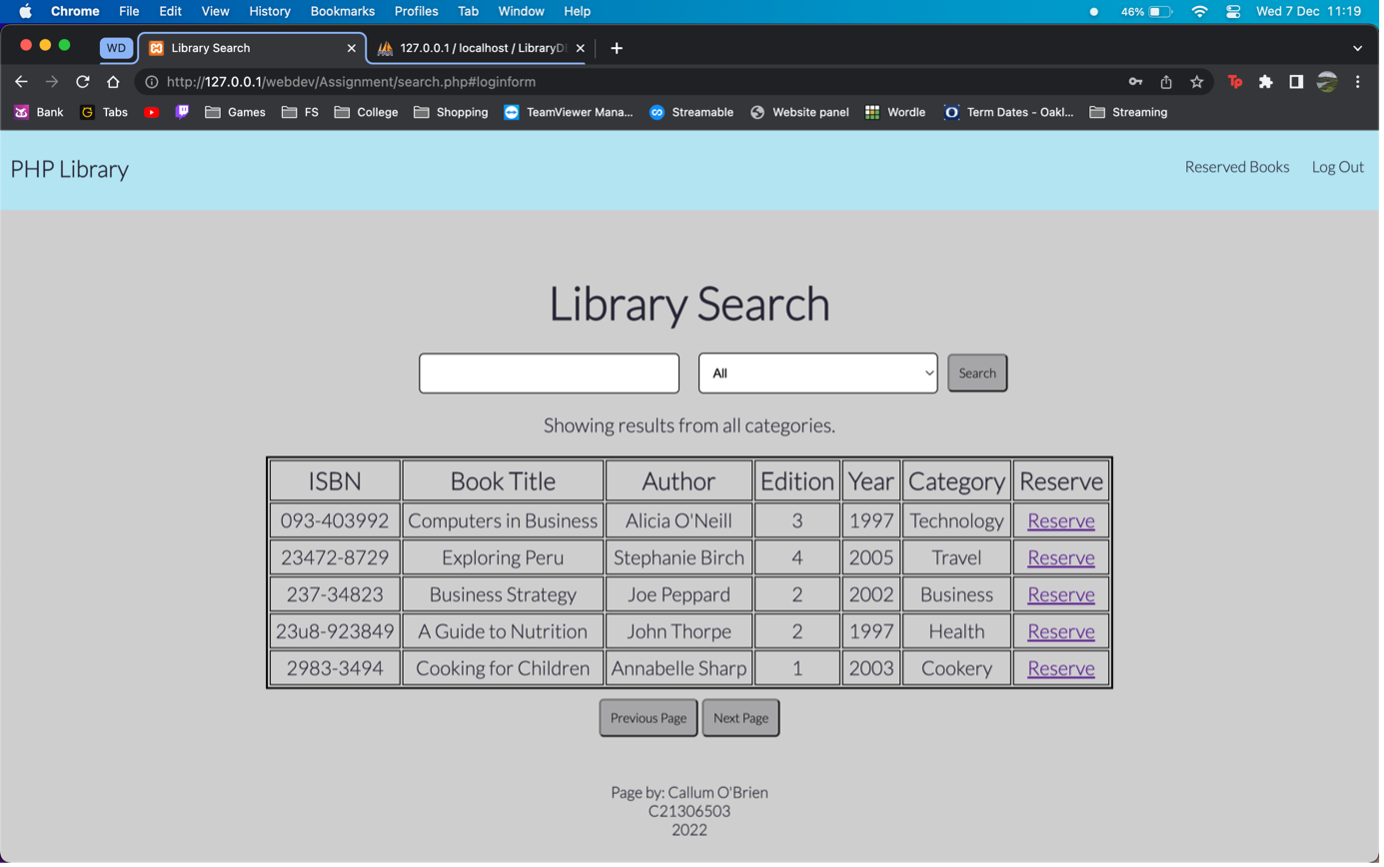 Chrome File Edit View History Bookmarks Profiles Tab Window Help 46% Wed 7 Dec 11:19
WD Library Search 127.0.0.1 / localhost / LibraryD
http://127.0.0.1/webdev/Assignment/search.php#loginform Tp
Bank G Tabs Games FS College Shopping TeamViewer Mana... Streamable Website panel Wordle Term Dates - Oakl... Streaming
PHP Library Reserved Books Log Out
Library Search
All Search
Showing results from all categories.
ISBN Book Title Author Edition Year Category Reserve
093-403992 Computers in Business Alicia O'Neill 3 1997 Technology Reserve
23472-8729 Exploring Peru Stephanie Birch 4 2005 Travel Reserve
237-34823 Business Strategy Joe Peppard 2 2002 Business Reserve
23u8-923849 A Guide to Nutrition John Thorpe 2 1997 Health Reserve
2983-3494 Cooking for Children Annabelle Sharp 1 2003 Cookery Reserve
Previous Page Next Page
Page by: Callum O'Brien
C21306503
2022